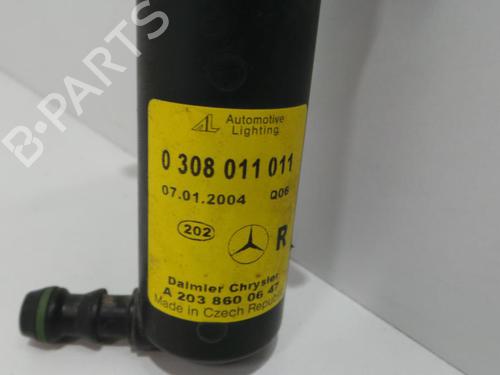 Automotive
Lighting
0 308 011 011
07.01.2004 Q06
202
R
Daimler Chrysler
A 203 860 06 47
Made in Czech Republic
B-PARTS